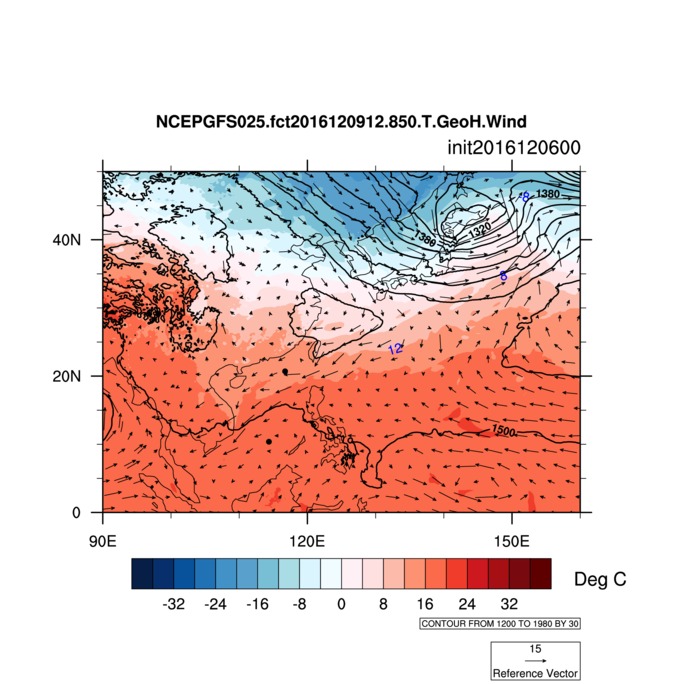 NCEPGFS025.fct2016120912.850.T.GeoH.Wind
init2016120600
40N
20N
0
90E 120E 150E
-8
1380
1320
1380
8
12
1500
-32 -24 -16 -8 0 8 16 24 32
Deg C
CONTOUR FROM 1200 TO 1980 BY 30
15
Reference Vector